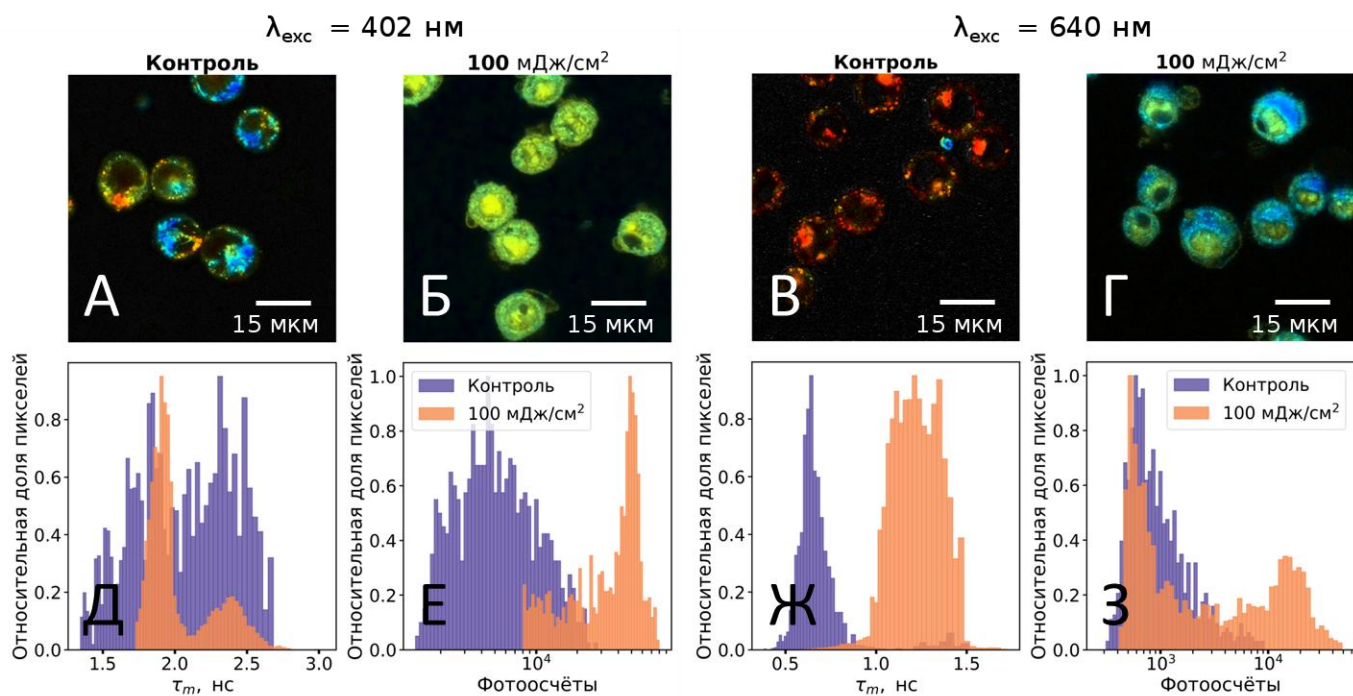 λexc = 402 нм
λexc = 640 нм
Контроль
100 мДж/см²
Контроль
100 мДж/см²
А
15 мкм
Б
15 мкм
В
15 мкм
Г
15 мкм
Относительная доля пикселей
0.8
0.6
0.4
0.2
0.0
Д
1.5
2.0
2.5
3.0
τm, нс
Относительная доля пикселей
1.0
0.8
0.6
0.4
0.2
0.0
Контроль
100 мДж/см²
Е
10⁴
Фотоосчёты
Относительная доля пикселей
0.8
0.6
0.4
0.2
0.0
Ж
0.5
1.0
1.5
τm, нс
Относительная доля пикселей
1.0
0.8
0.6
0.4
0.2
0.0
Контроль
100 мДж/см²
З
10³
10⁴
Фотоосчёты